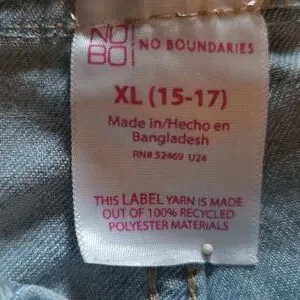 NO
BO
NO BOUNDARIES
XL (15-17)
Made in/Hecho en
Bangladesh
RN# 52469 U24
THIS LABEL YARN IS MADE
OUT OF 100% RECYCLED
POLYESTER MATERIALS